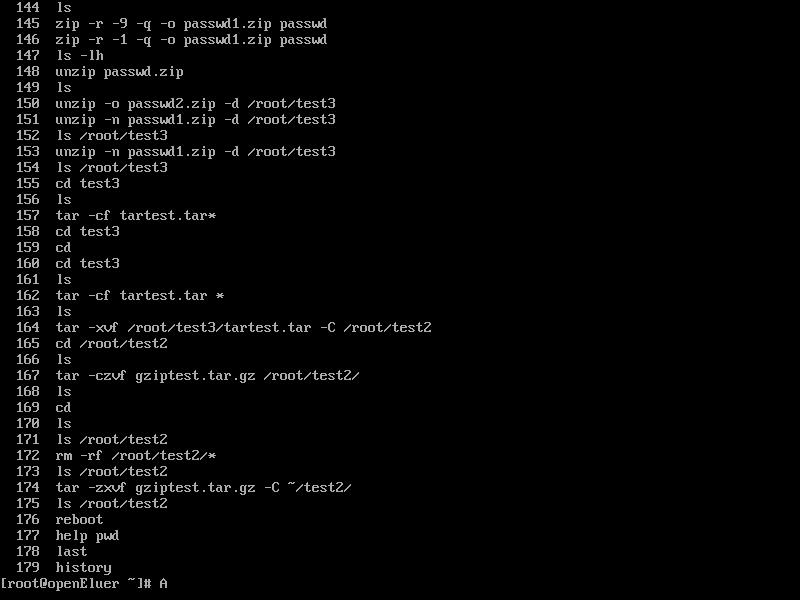 144 ls
145 zip -r -9 -q -o passwd1.zip passwd
146 zip -r -1 -q -o passwd1.zip passwd
147 ls -lh
148 unzip passwd.zip
149 ls
150 unzip -o passwd2.zip -d /root/test3
151 unzip -n passwd1.zip -d /root/test3
152 ls /root/test3
153 unzip -n passwd1.zip -d /root/test3
154 ls /root/test3
155 cd test3
156 ls
157 tar -cf tartest.tar*
158 cd test3
159 cd
160 cd test3
161 ls
162 tar -cf tartest.tar *
163 ls
164 tar -xvf /root/test3/tartest.tar -C /root/test2
165 cd /root/test2
166 ls
167 tar -czvf gziptest.tar.gz /root/test2/
168 ls
169 cd
170 ls
171 ls /root/test2
172 rm -rf /root/test2/*
173 ls /root/test2
174 tar -zxvf gziptest.tar.gz -C ~/test2/
175 ls /root/test2
176 reboot
177 help pwd
178 last
179 history
[root@openEluer ~]# A